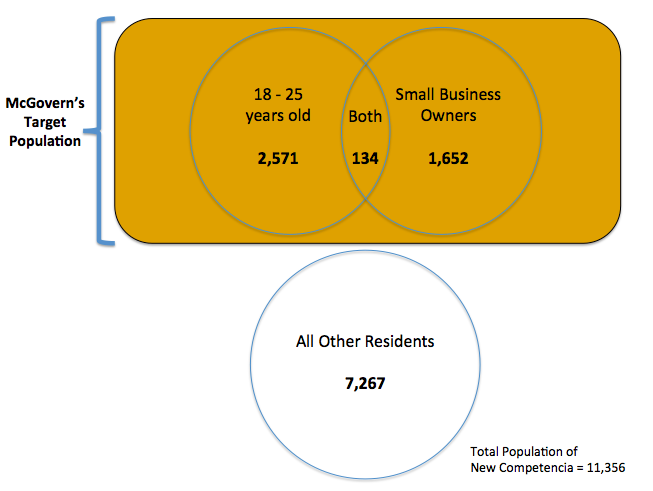 McGovern's
Target
Population
18 - 25
years old
2,571
Both
134
Small Business
Owners
1,652
All Other Residents
7,267
Total Population of
New Competencia = 11,356